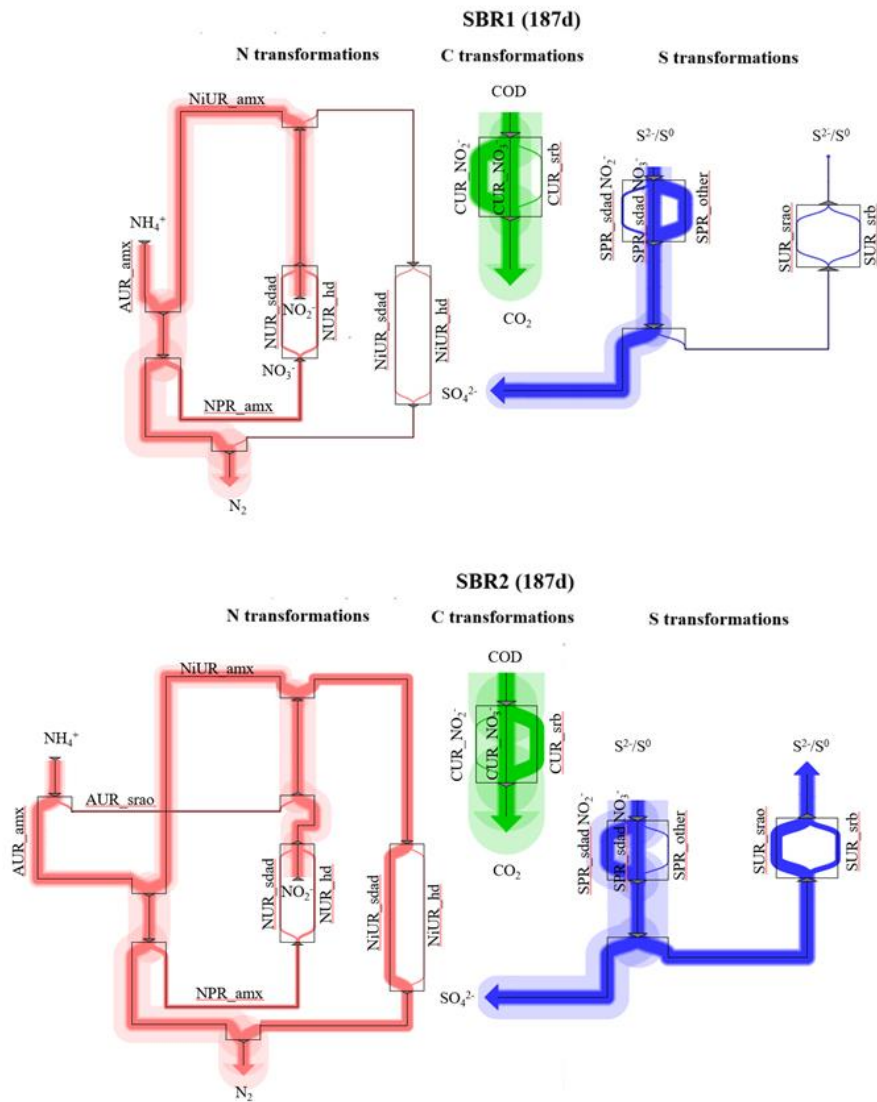 SBR1 (187d)
N transformations
C transformations
S transformations
NiUR_amx
COD
S²⁻/S⁰
S²⁻/S⁰
CUR_NO₂⁻
CUR_NO₃⁻
CUR_srb
SPR_sdad NO₂⁻
SPR_sdad NO₃⁻
SPR_other
SUR_srao
SUR_srb
NH₄⁺
AUR_amx
NUR_sdad
NO₂⁻
NUR_hd
NiUR_sdad
NiUR_hd
CO₂
NO₃⁻
SO₄²⁻
NPR_amx
N₂
SBR2 (187d)
N transformations
C transformations
S transformations
NiUR_amx
COD
NH₄⁺
S²⁻/S⁰
S²⁻/S⁰
CUR_NO₂⁻
CUR_NO₃⁻
CUR_srb
AUR_srao
AUR_amx
SPR_sdad NO₂⁻
SPR_sdad NO₃⁻
SPR_other
SUR_srao
SUR_srb
NUR_sdad
NO₂⁻
NUR_hd
NiUR_sdad
NiUR_hd
CO₂
NPR_amx
SO₄²⁻
N₂